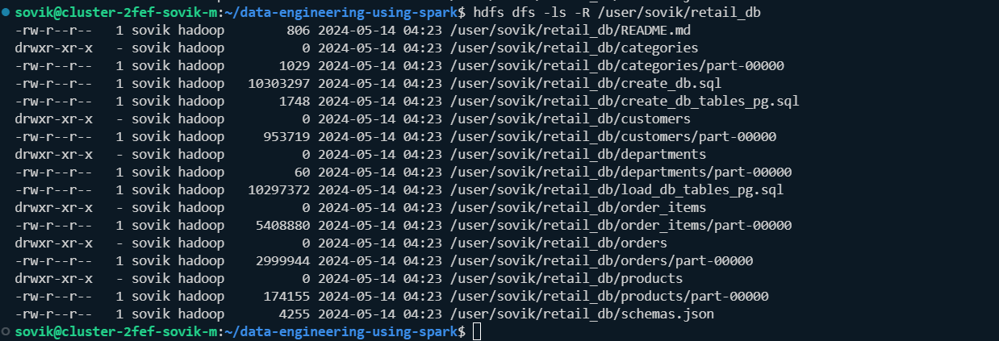 sovik@cluster-2fef-sovik-m:~/data-engineering-using-spark$ hdfs dfs -ls -R /user/sovik/retail_db
-rw-r--r--   1 sovik hadoop        806 2024-05-14 04:23 /user/sovik/retail_db/README.md
drwxr-xr-x   - sovik hadoop          0 2024-05-14 04:23 /user/sovik/retail_db/categories
-rw-r--r--   1 sovik hadoop       1029 2024-05-14 04:23 /user/sovik/retail_db/categories/part-00000
-rw-r--r--   1 sovik hadoop   10303297 2024-05-14 04:23 /user/sovik/retail_db/create_db.sql
-rw-r--r--   1 sovik hadoop       1748 2024-05-14 04:23 /user/sovik/retail_db/create_db_tables_pg.sql
drwxr-xr-x   - sovik hadoop          0 2024-05-14 04:23 /user/sovik/retail_db/customers
-rw-r--r--   1 sovik hadoop     953719 2024-05-14 04:23 /user/sovik/retail_db/customers/part-00000
drwxr-xr-x   - sovik hadoop          0 2024-05-14 04:23 /user/sovik/retail_db/departments
-rw-r--r--   1 sovik hadoop         60 2024-05-14 04:23 /user/sovik/retail_db/departments/part-00000
-rw-r--r--   1 sovik hadoop   10297372 2024-05-14 04:23 /user/sovik/retail_db/load_db_tables_pg.sql
drwxr-xr-x   - sovik hadoop          0 2024-05-14 04:23 /user/sovik/retail_db/order_items
-rw-r--r--   1 sovik hadoop    5408880 2024-05-14 04:23 /user/sovik/retail_db/order_items/part-00000
drwxr-xr-x   - sovik hadoop          0 2024-05-14 04:23 /user/sovik/retail_db/orders
-rw-r--r--   1 sovik hadoop    2999944 2024-05-14 04:23 /user/sovik/retail_db/orders/part-00000
drwxr-xr-x   - sovik hadoop          0 2024-05-14 04:23 /user/sovik/retail_db/products
-rw-r--r--   1 sovik hadoop     174155 2024-05-14 04:23 /user/sovik/retail_db/products/part-00000
-rw-r--r--   1 sovik hadoop       4255 2024-05-14 04:23 /user/sovik/retail_db/schemas.json
sovik@cluster-2fef-sovik-m:~/data-engineering-using-spark$